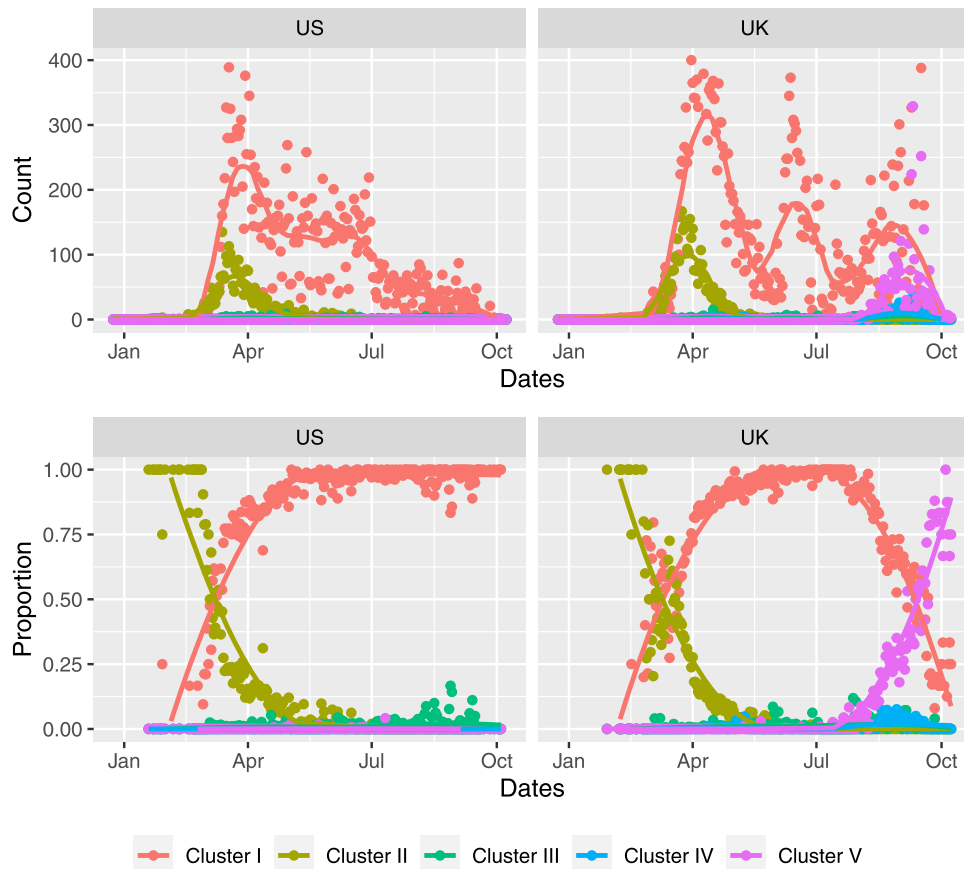 US
UK
Count
400
300
200
100
0
Jan
Apr
Jul
Oct
Jan
Apr
Jul
Oct
Dates
US
UK
Proportion
1.00
0.75
0.50
0.25
0.00
Jan
Apr
Jul
Oct
Jan
Apr
Jul
Oct
Dates
Cluster I
Cluster II
Cluster III
Cluster IV
Cluster V